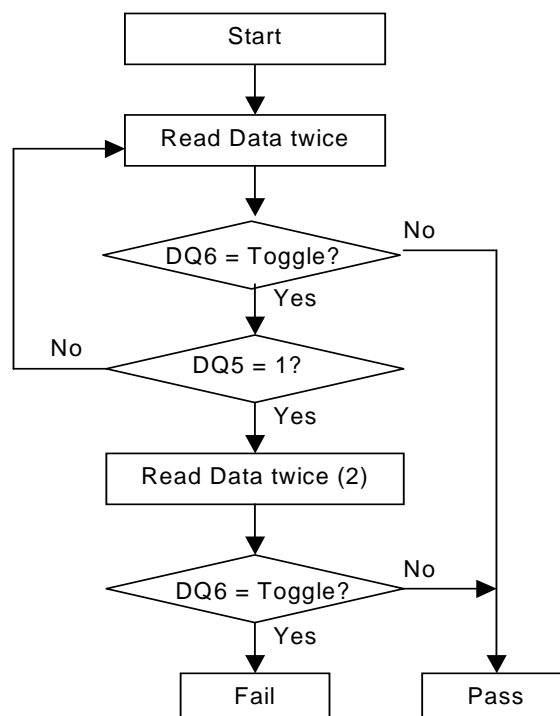 Start
Read Data twice
No
DQ6 = Toggle?
Yes
No
DQ5 = 1?
Yes
Read Data twice (2)
No
DQ6 = Toggle?
Yes
Fail
Pass